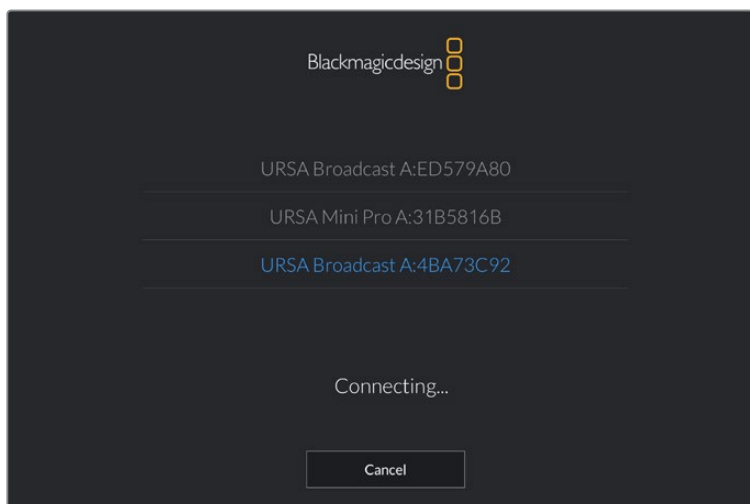 Blackmagicdesign
URSA Broadcast A:ED579A80
URSA Mini Pro A:31B5816B
URSA Broadcast A:4BA73C92
Connecting...
Cancel